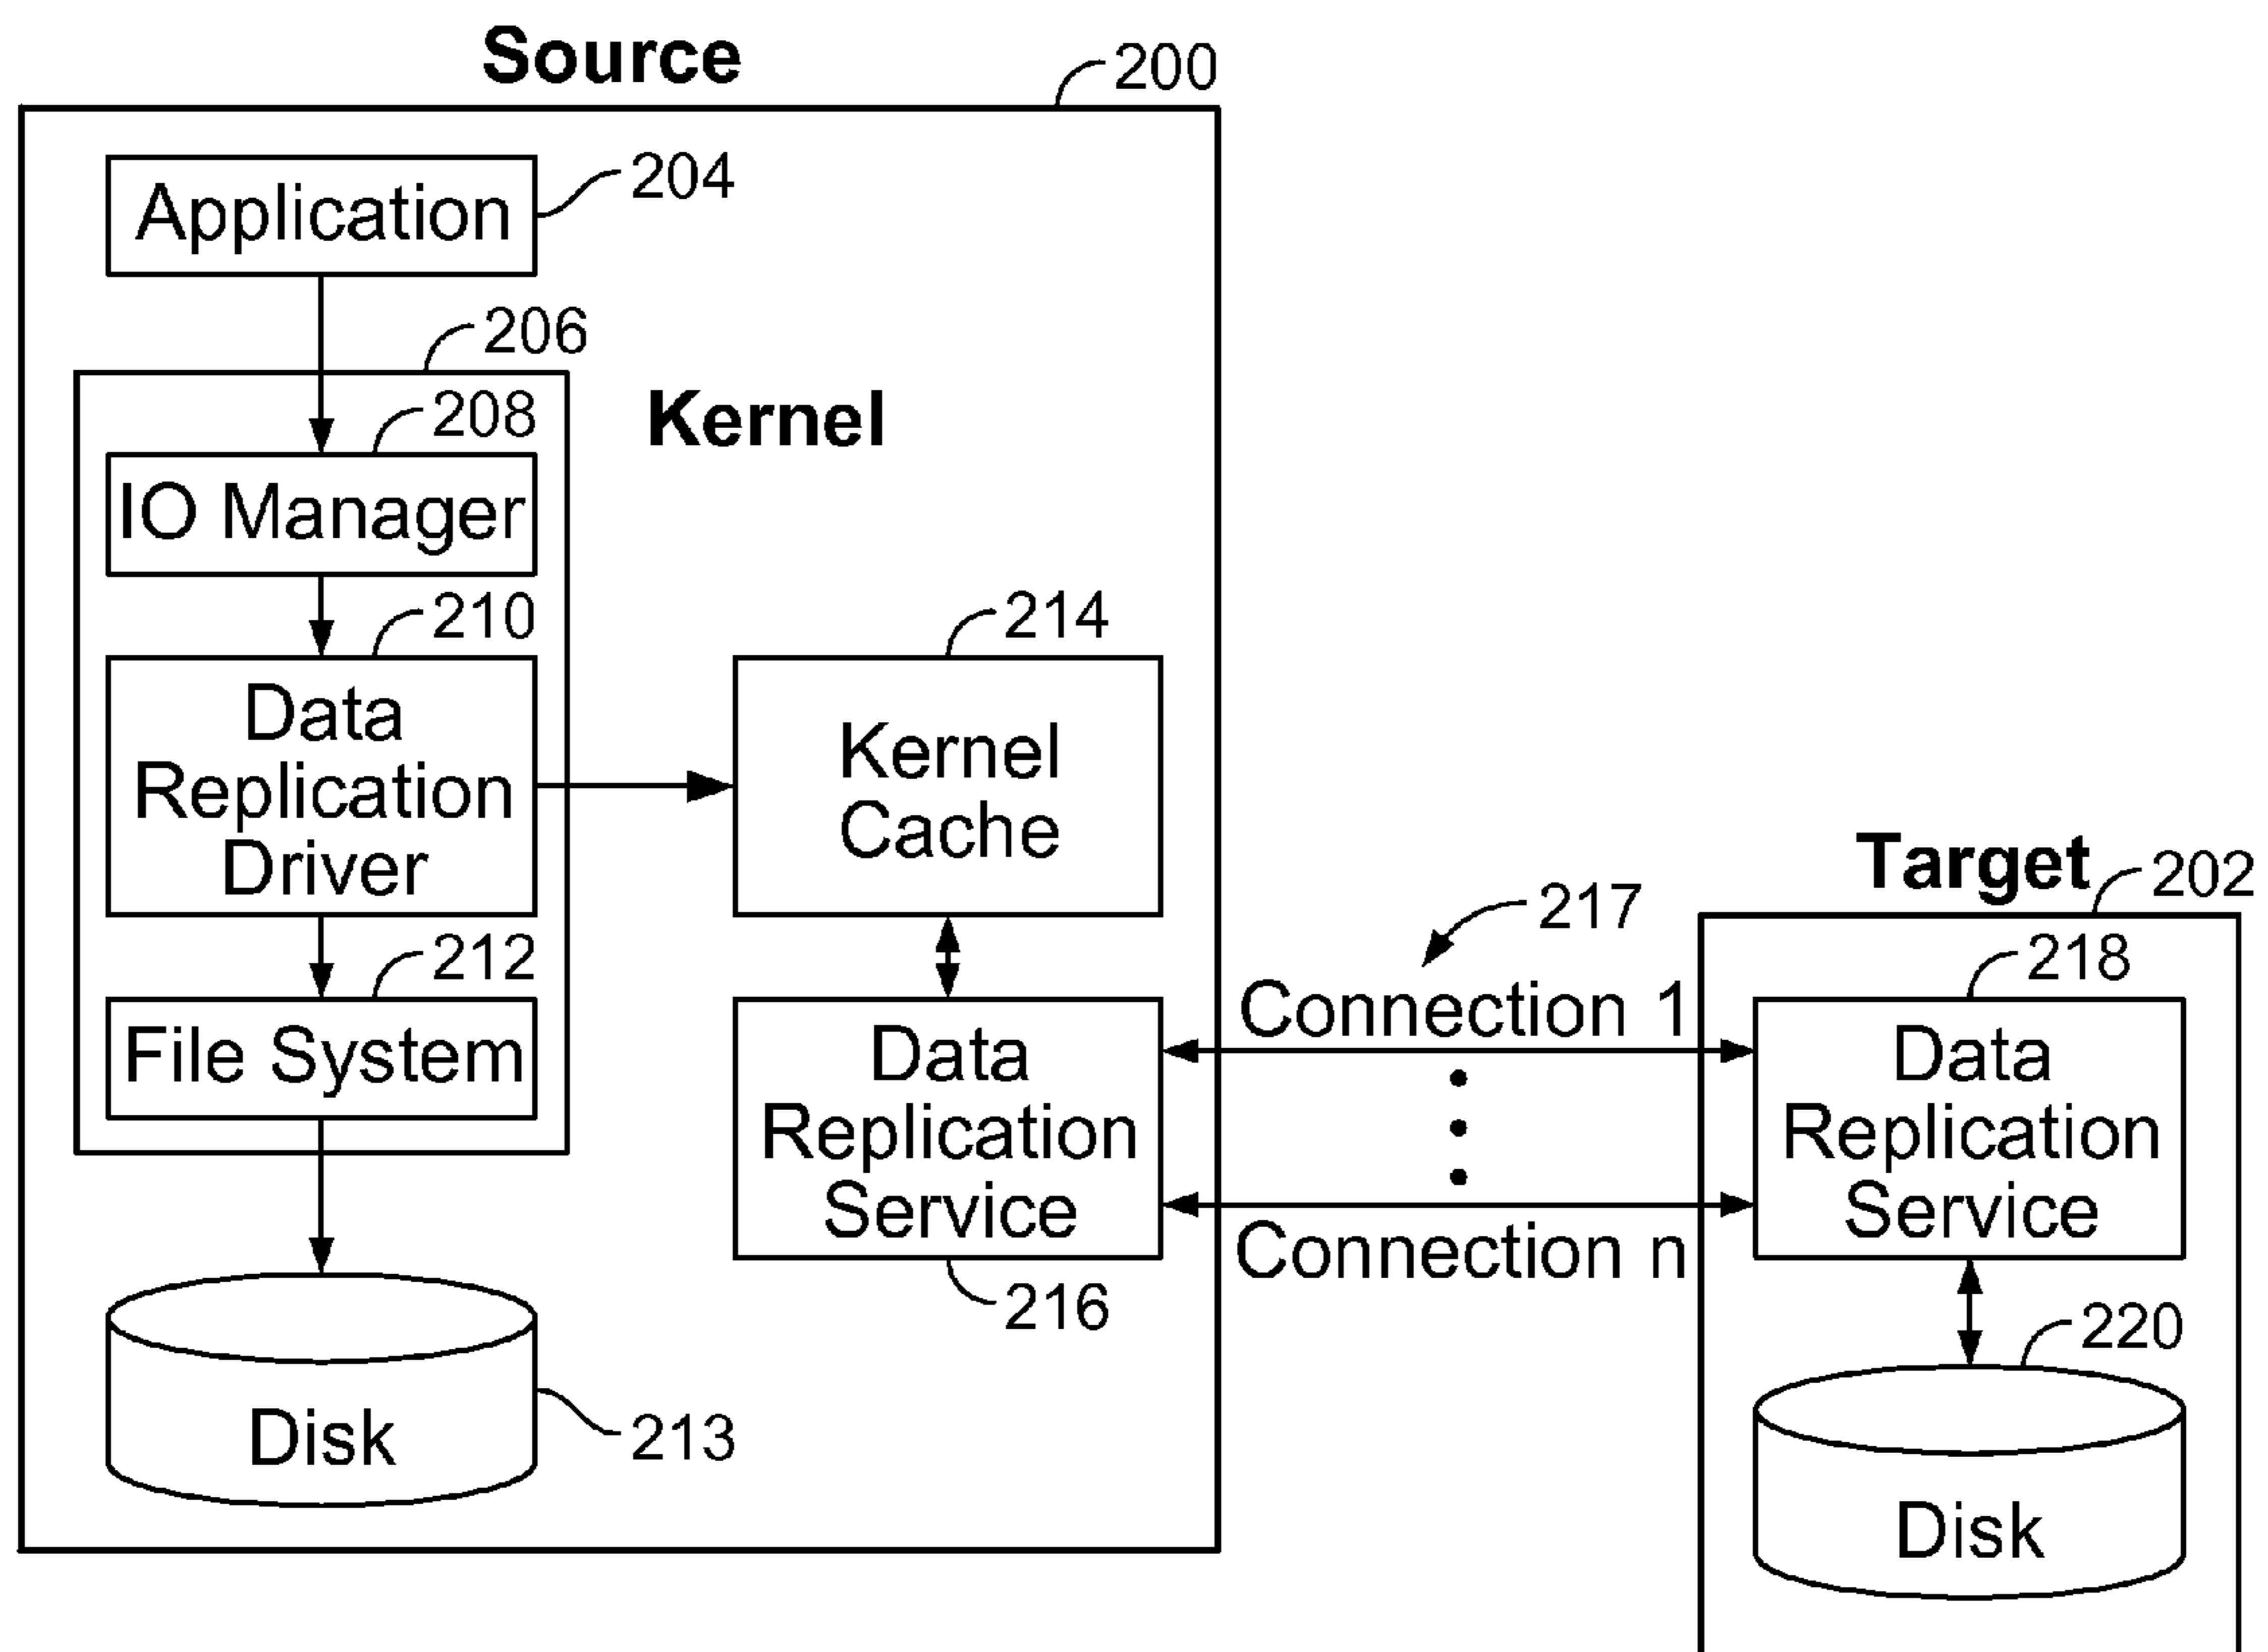 Source
200
Application
204
206
Kernel
208
IO Manager
210
Data
Replication
Driver
214
Kernel
Cache
212
File System
Data
Replication
Service
216
Disk
213
217
Connection 1
Connection n
Target
202
218
Data
Replication
Service
220
Disk